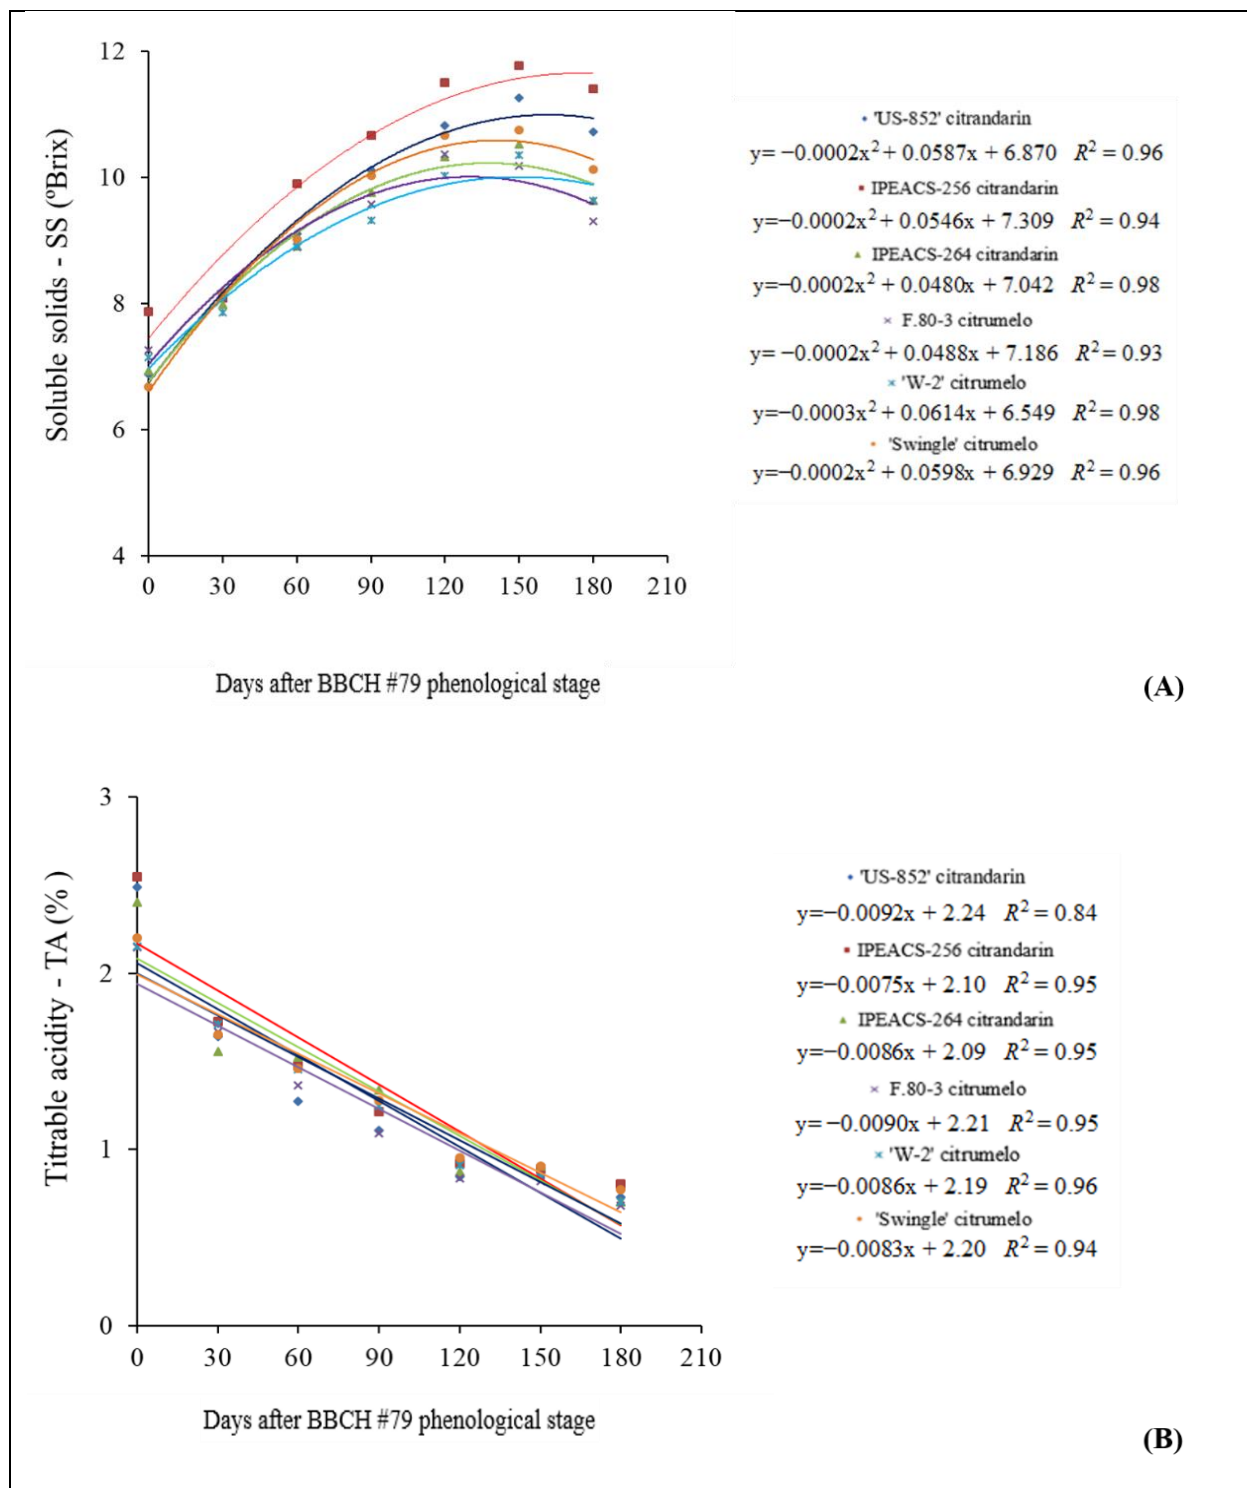 12
10
8
6
4
Soluble solids - SS (ºBrix)
0 30 60 90 120 150 180 210
Days after BBCH #79 phenological stage
'US-852' citrandarin
y= −0.0002x² + 0.0587x + 6.870 R² = 0.96
IPEACS-256 citrandarin
y=−0.0002x² + 0.0546x + 7.309 R² = 0.94
IPEACS-264 citrandarin
y=−0.0002x² + 0.0480x + 7.042 R² = 0.98
F.80-3 citrumelo
y= −0.0002x² + 0.0488x + 7.186 R² = 0.93
'W-2' citrumelo
y=−0.0003x² + 0.0614x + 6.549 R² = 0.98
'Swingle' citrumelo
y=−0.0002x² + 0.0598x + 6.929 R² = 0.96
(A)
3
2
1
0
Titrable acidity - TA (% )
0 30 60 90 120 150 180 210
Days after BBCH #79 phenological stage
'US-852' citrandarin
y=−0.0092x + 2.24 R² = 0.84
IPEACS-256 citrandarin
y=−0.0075x + 2.10 R² = 0.95
IPEACS-264 citrandarin
y=−0.0086x + 2.09 R² = 0.95
F.80-3 citrumelo
y= −0.0090x + 2.21 R² = 0.95
'W-2' citrumelo
y=−0.0086x + 2.19 R² = 0.96
'Swingle' citrumelo
y=−0.0083x + 2.20 R² = 0.94
(B)